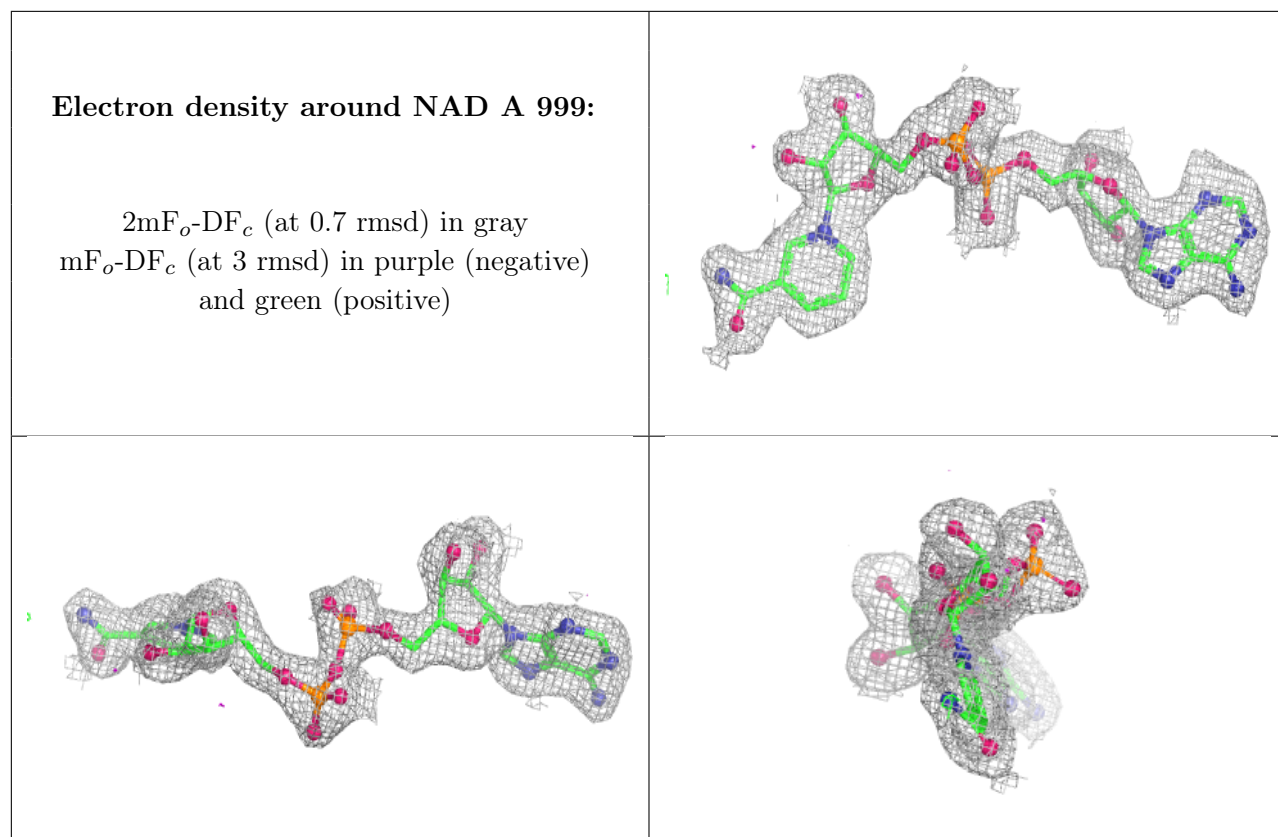 Electron density around NAD A 999:
2mFo-DFc (at 0.7 rmsd) in gray
mFo-DFc (at 3 rmsd) in purple (negative)
and green (positive)